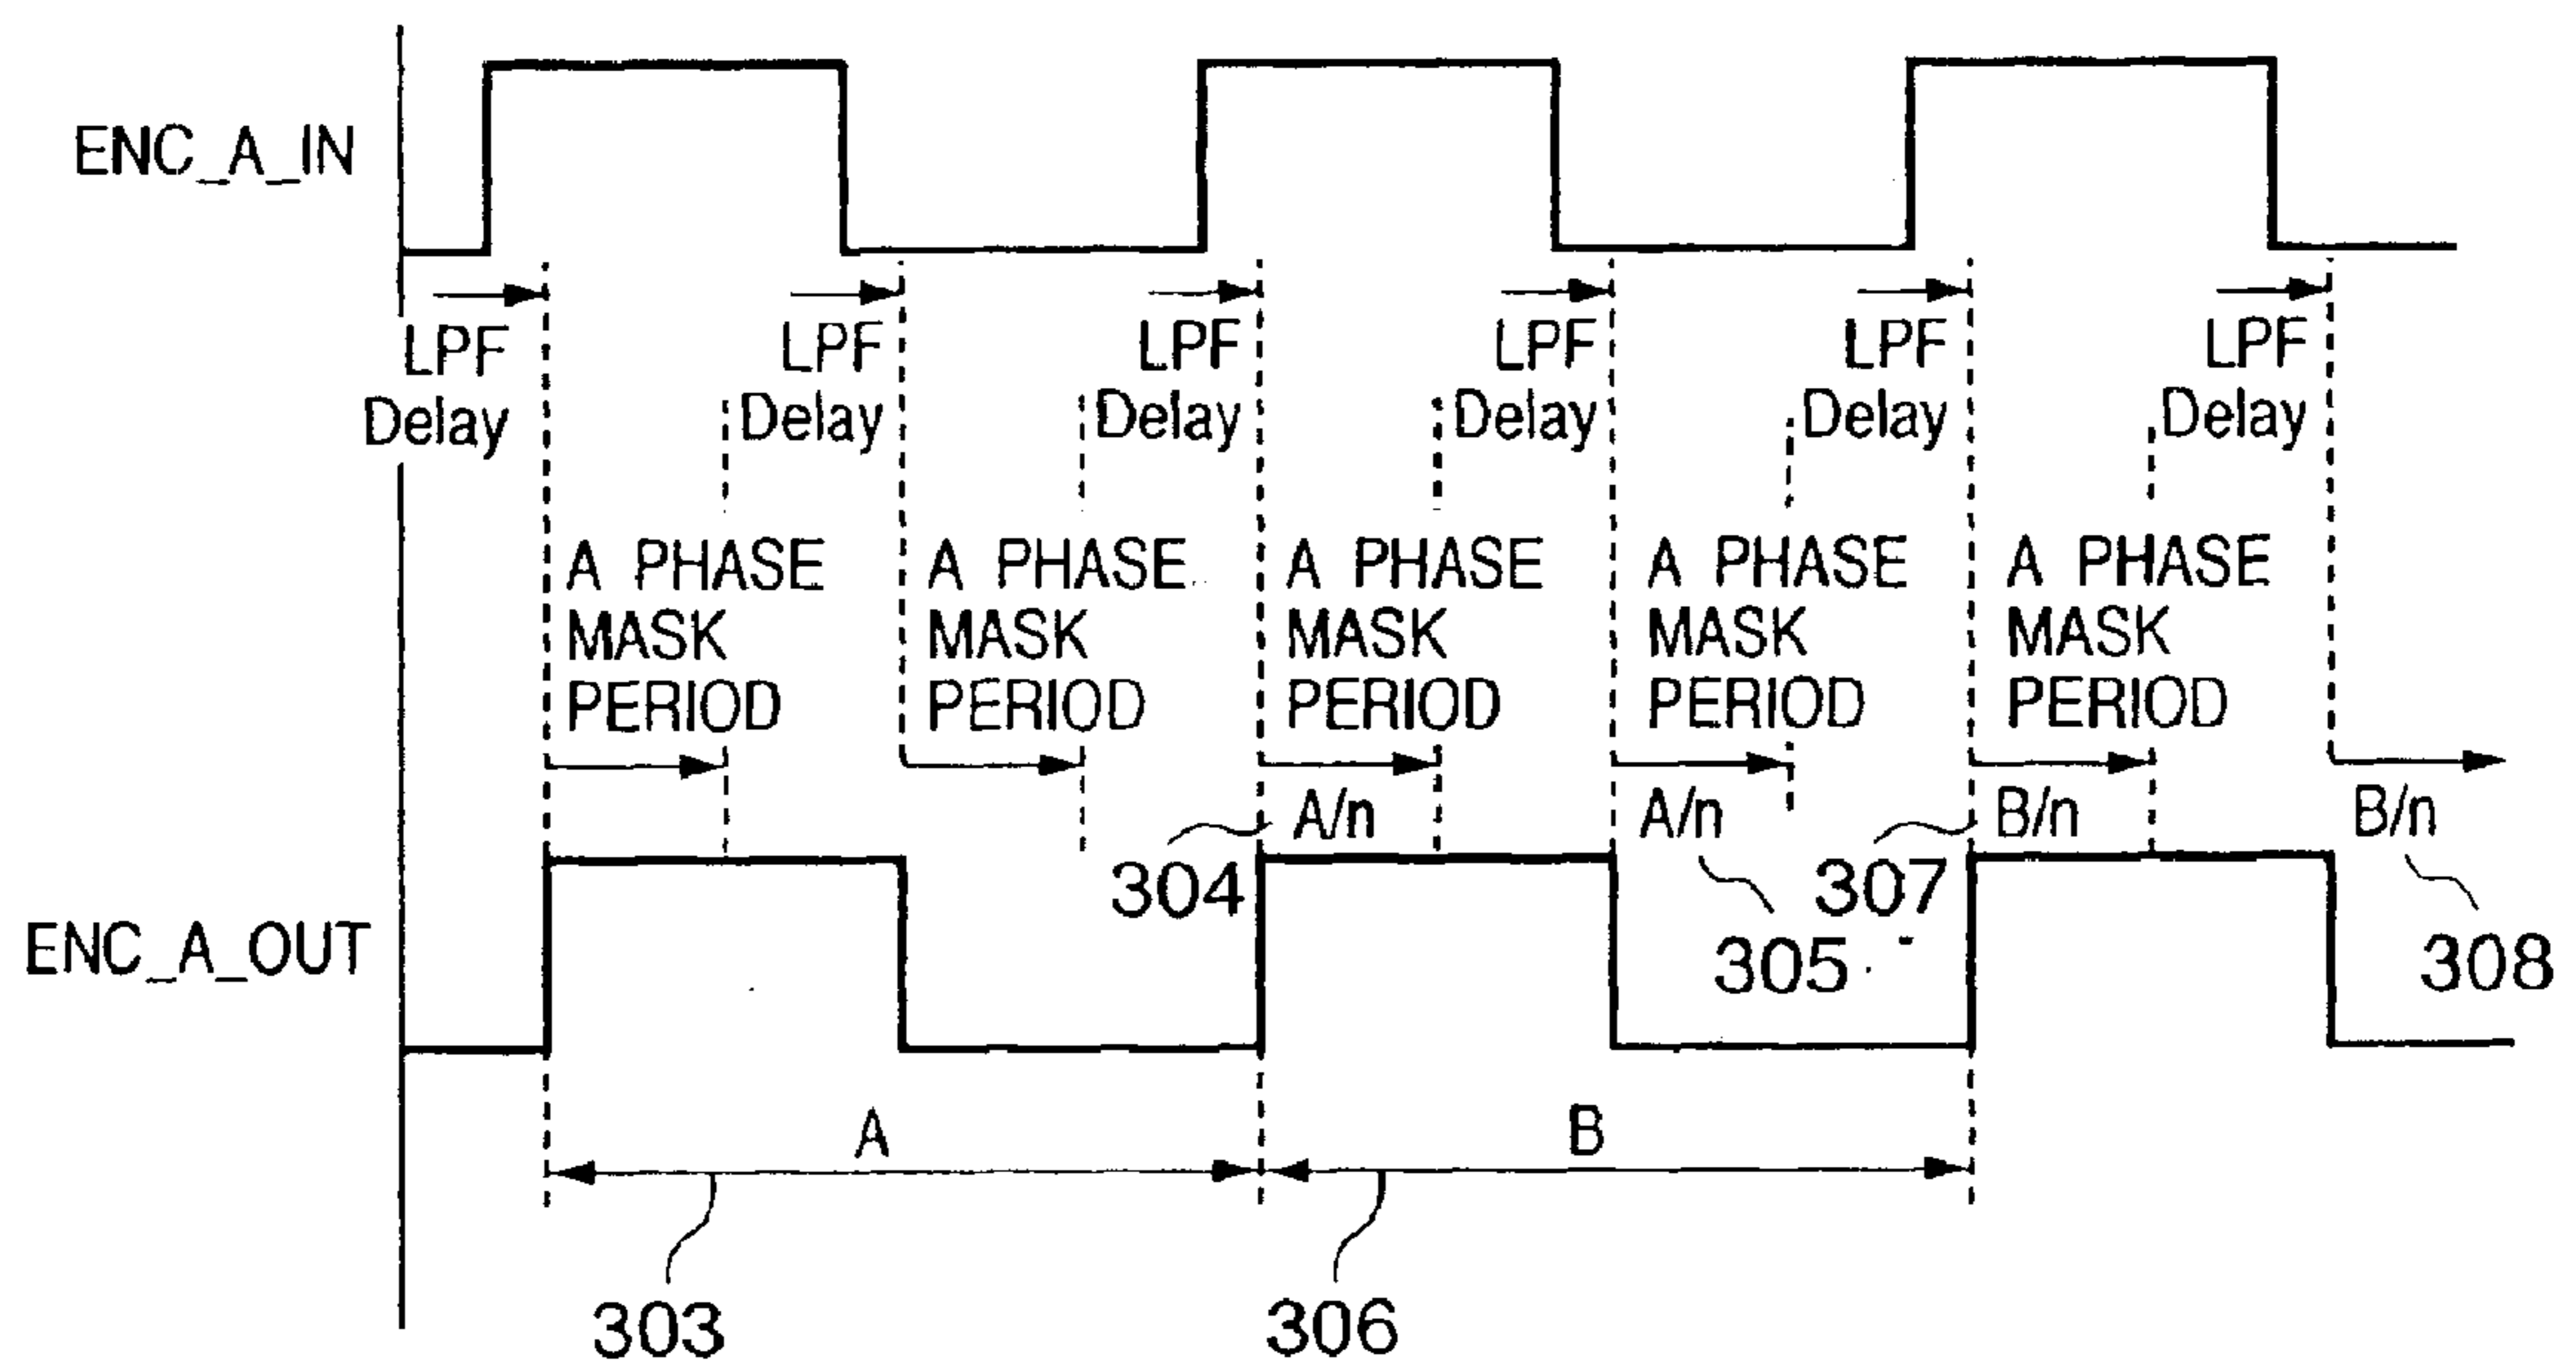 ENC_A_IN
LPF
Delay
LPF
Delay
LPF
Delay
LPF
Delay
LPF
Delay
LPF
Delay
A PHASE
MASK
PERIOD
A PHASE
MASK
PERIOD
A PHASE
MASK
PERIOD
A PHASE
MASK
PERIOD
A PHASE
MASK
PERIOD
A/n
A/n
B/n
B/n
304
305
307
308
ENC_A_OUT
A
B
303
306